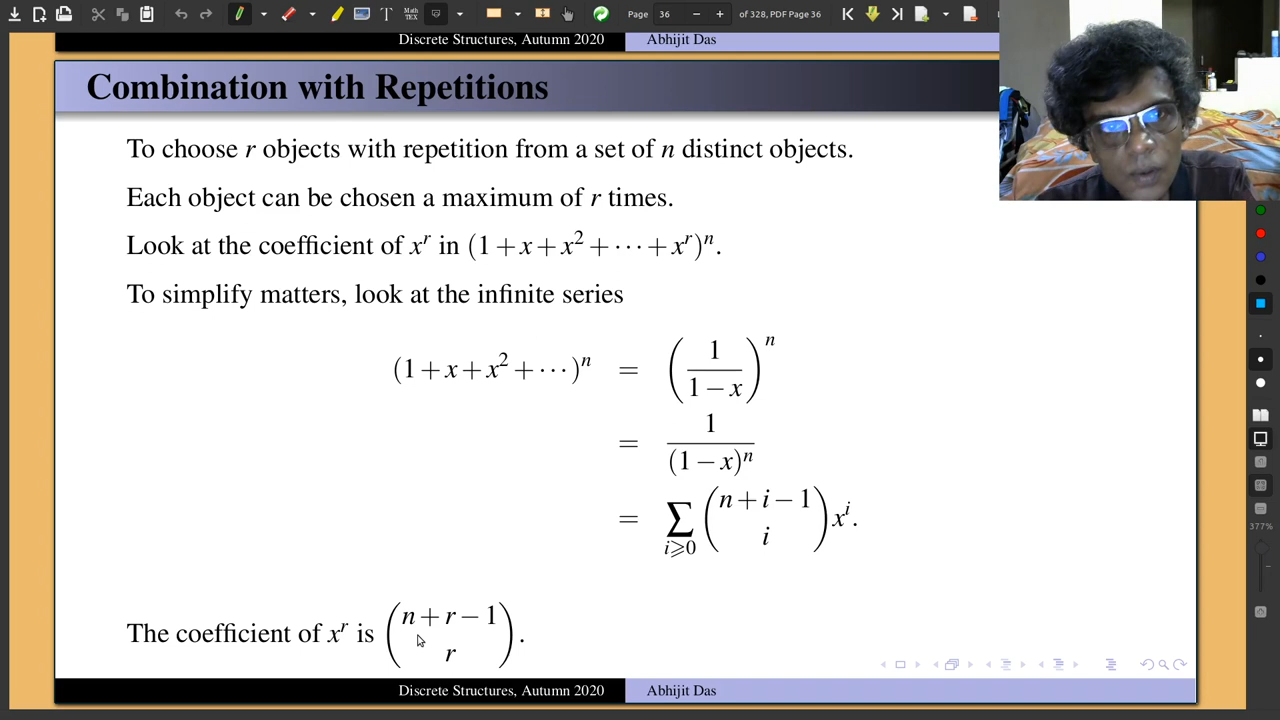 Page 36 of 328, PDF Page 36
Discrete Structures, Autumn 2020 Abhijit Das
Combination with Repetitions
To choose r objects with repetition from a set of n distinct objects.
Each object can be chosen a maximum of r times.
Look at the coefficient of x^r in (1+x+x^2+⋯+x^r)^n.
To simplify matters, look at the infinite series
(1+x+x^2+⋯)^n = (1/(1−x))^n
= 1/(1−x)^n
= ∑_{i⩾0} \binom{n+i−1}{i} x^i.
The coefficient of x^r is \binom{n+r−1}{r}.
Discrete Structures, Autumn 2020 Abhijit Das
377%